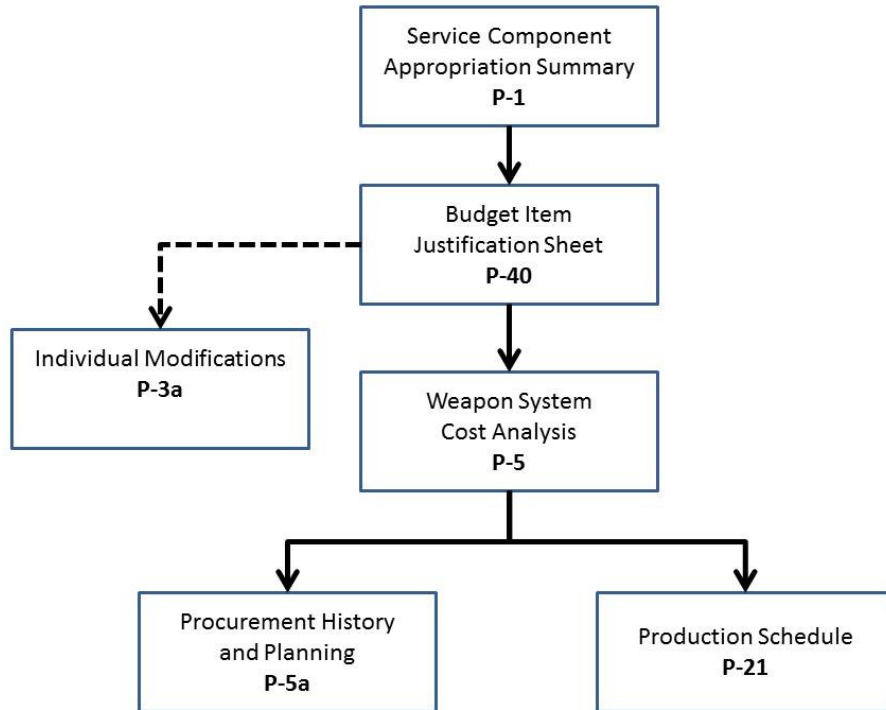 Service Component
Appropriation Summary
P-1
Budget Item
Justification Sheet
P-40
Individual Modifications
P-3a
Weapon System
Cost Analysis
P-5
Procurement History
and Planning
P-5a
Production Schedule
P-21